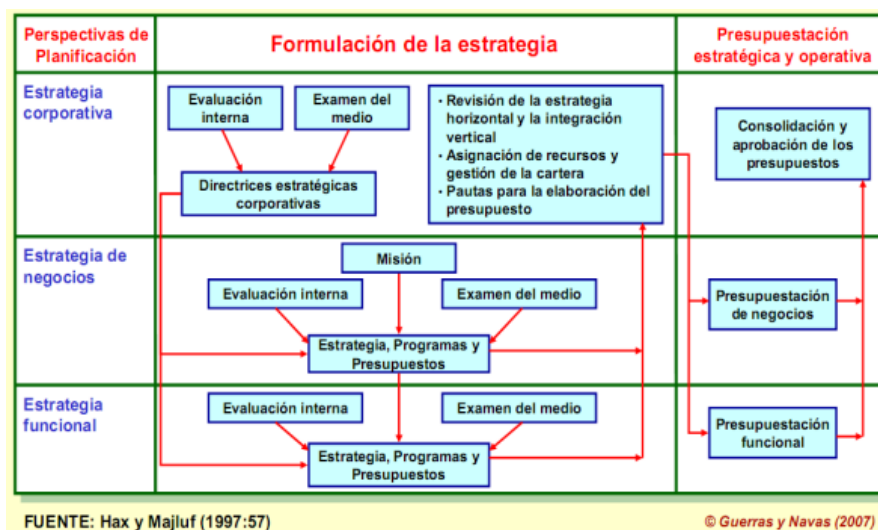 Perspectivas de
Planificación
Formulación de la estrategia
Presupuestación
estratégica y operativa
Estrategia
corporativa
Evaluación
interna
Examen del
medio
Directrices estratégicas
corporativas
• Revisión de la estrategia
horizontal y la integración
vertical
• Asignación de recursos y
gestión de la cartera
• Pautas para la elaboración del
presupuesto
Consolidación y
aprobación de los
presupuestos
Estrategia de
negocios
Misión
Evaluación interna
Examen del medio
Estrategia, Programas y
Presupuestos
Presupuestación
de negocios
Estrategia
funcional
Evaluación interna
Examen del medio
Estrategia, Programas y
Presupuestos
Presupuestación
funcional
FUENTE: Hax y Majluf (1997:57)
© Guerras y Navas (2007)